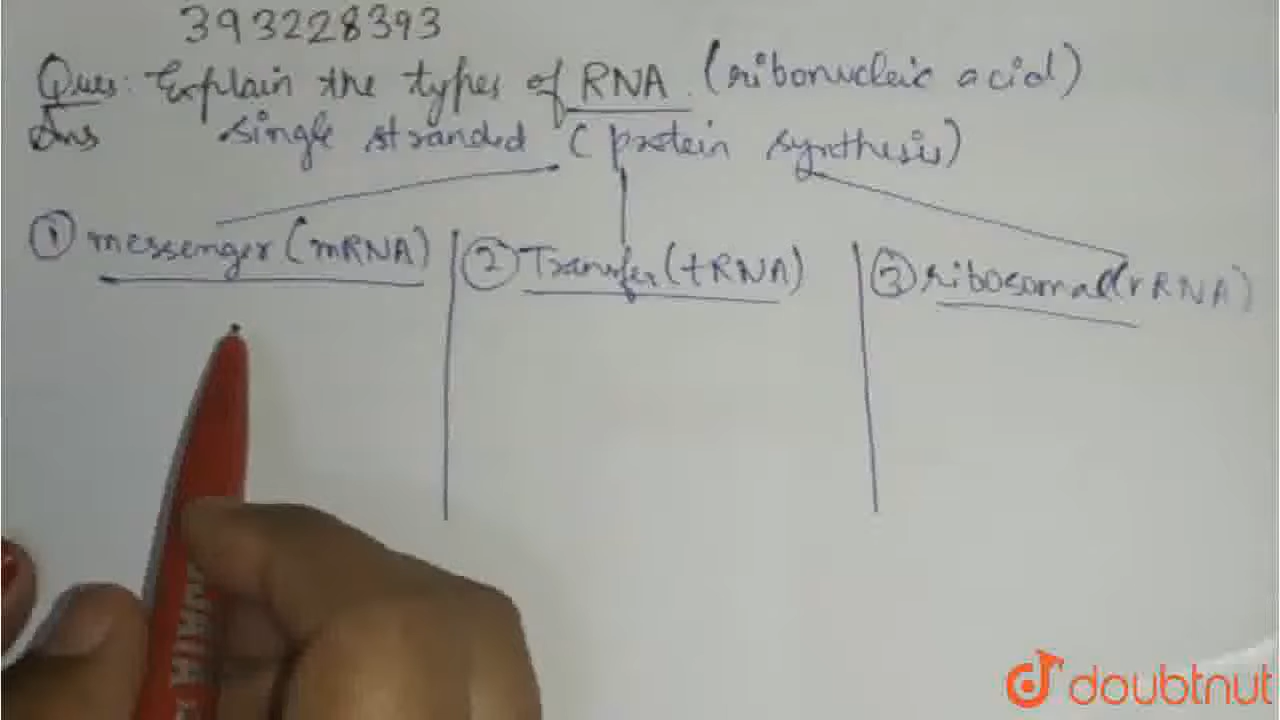 393228393
Ques: Explain the types of RNA. (ribonucleic acid)
Ans single stranded (protein synthesis)
① messenger (mRNA) ② Transfer (tRNA) ③ ribosomal (rRNA)
doubtnut